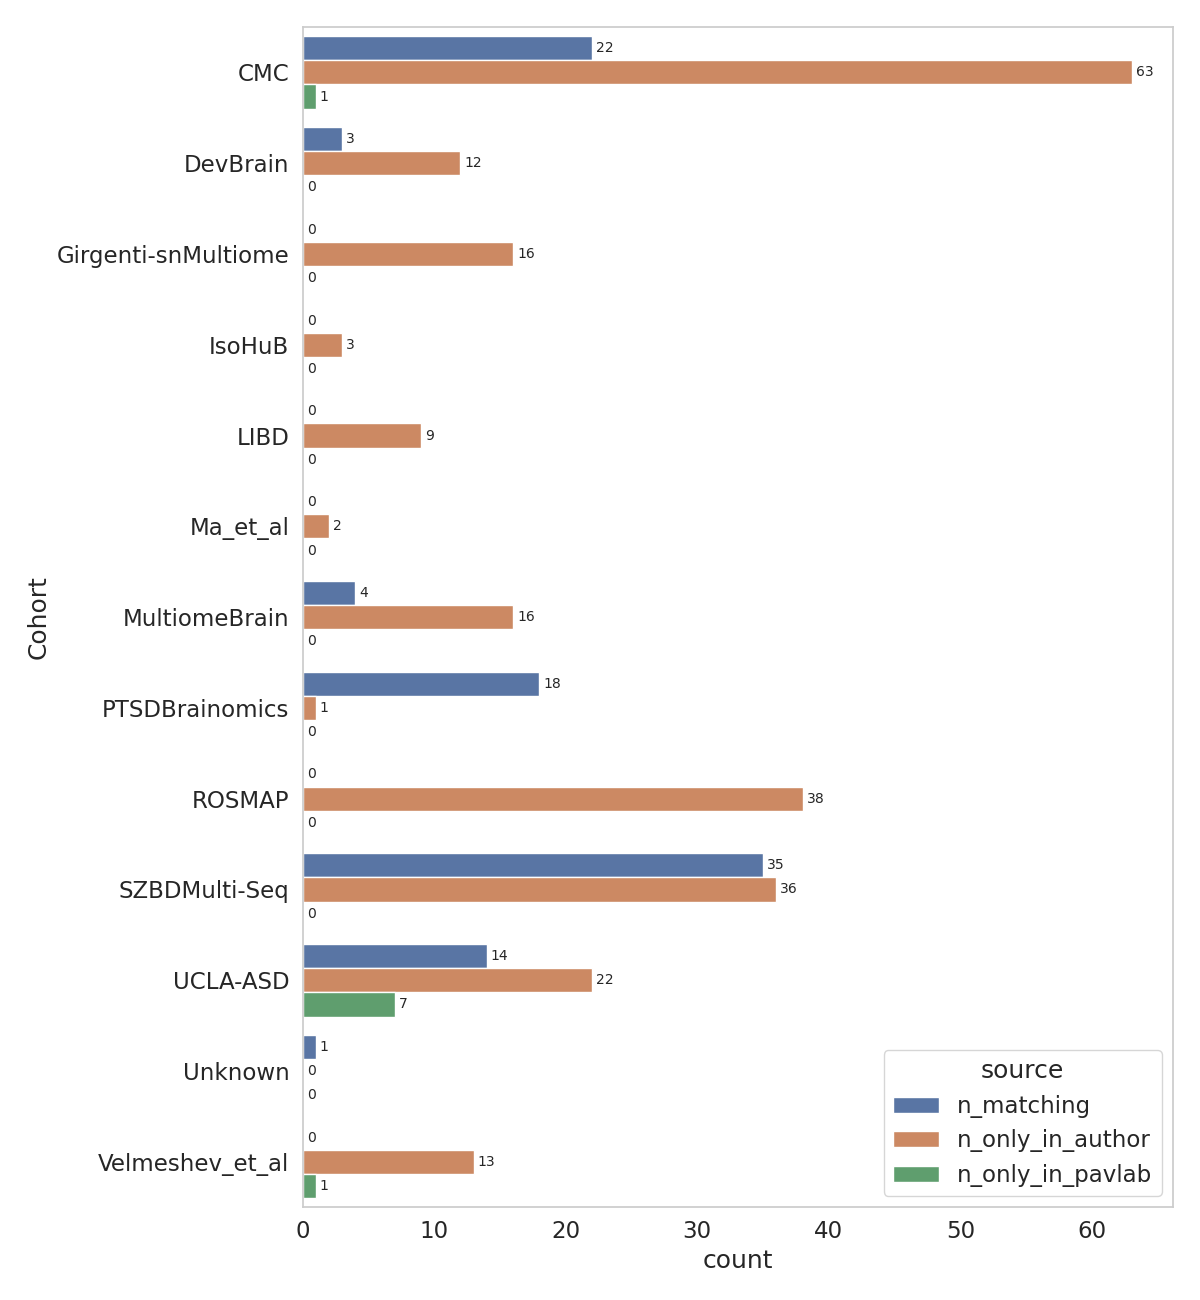 CMC
22
63
1
DevBrain
3
12
0
Girgenti-snMultiome
0
16
0
IsoHuB
0
3
0
LIBD
0
9
0
Ma_et_al
0
2
0
MultiomeBrain
4
16
0
PTSDBrainomics
18
1
0
ROSMAP
0
38
0
SZBDMulti-Seq
35
36
0
UCLA-ASD
14
22
7
Unknown
1
0
0
Velmeshev_et_al
0
13
1
Cohort
source
n_matching
n_only_in_author
n_only_in_pavlab
0 10 20 30 40 50 60
count